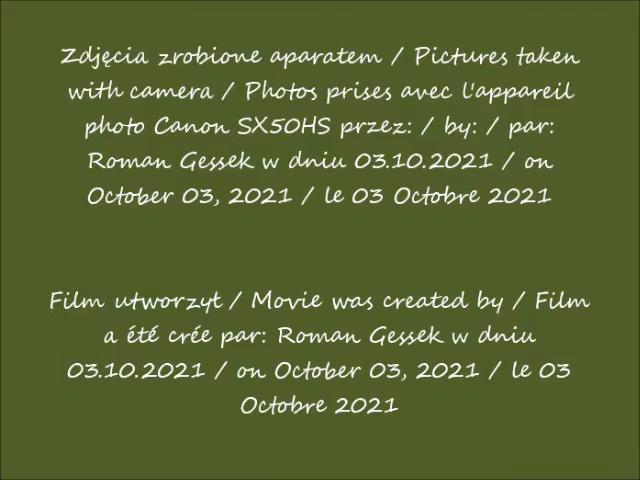 Zdjęcia zrobione aparatem / Pictures taken
with camera / Photos prises avec l'appareil
photo Canon SX50HS przez: / by: / par:
Roman Gessek w dniu 03.10.2021 / on
October 03, 2021 / le 03 Octobre 2021
Film utworzył / Movie was created by / Film
a été crée par: Roman Gessek w dniu
03.10.2021 / on October 03, 2021 / le 03
Octobre 2021